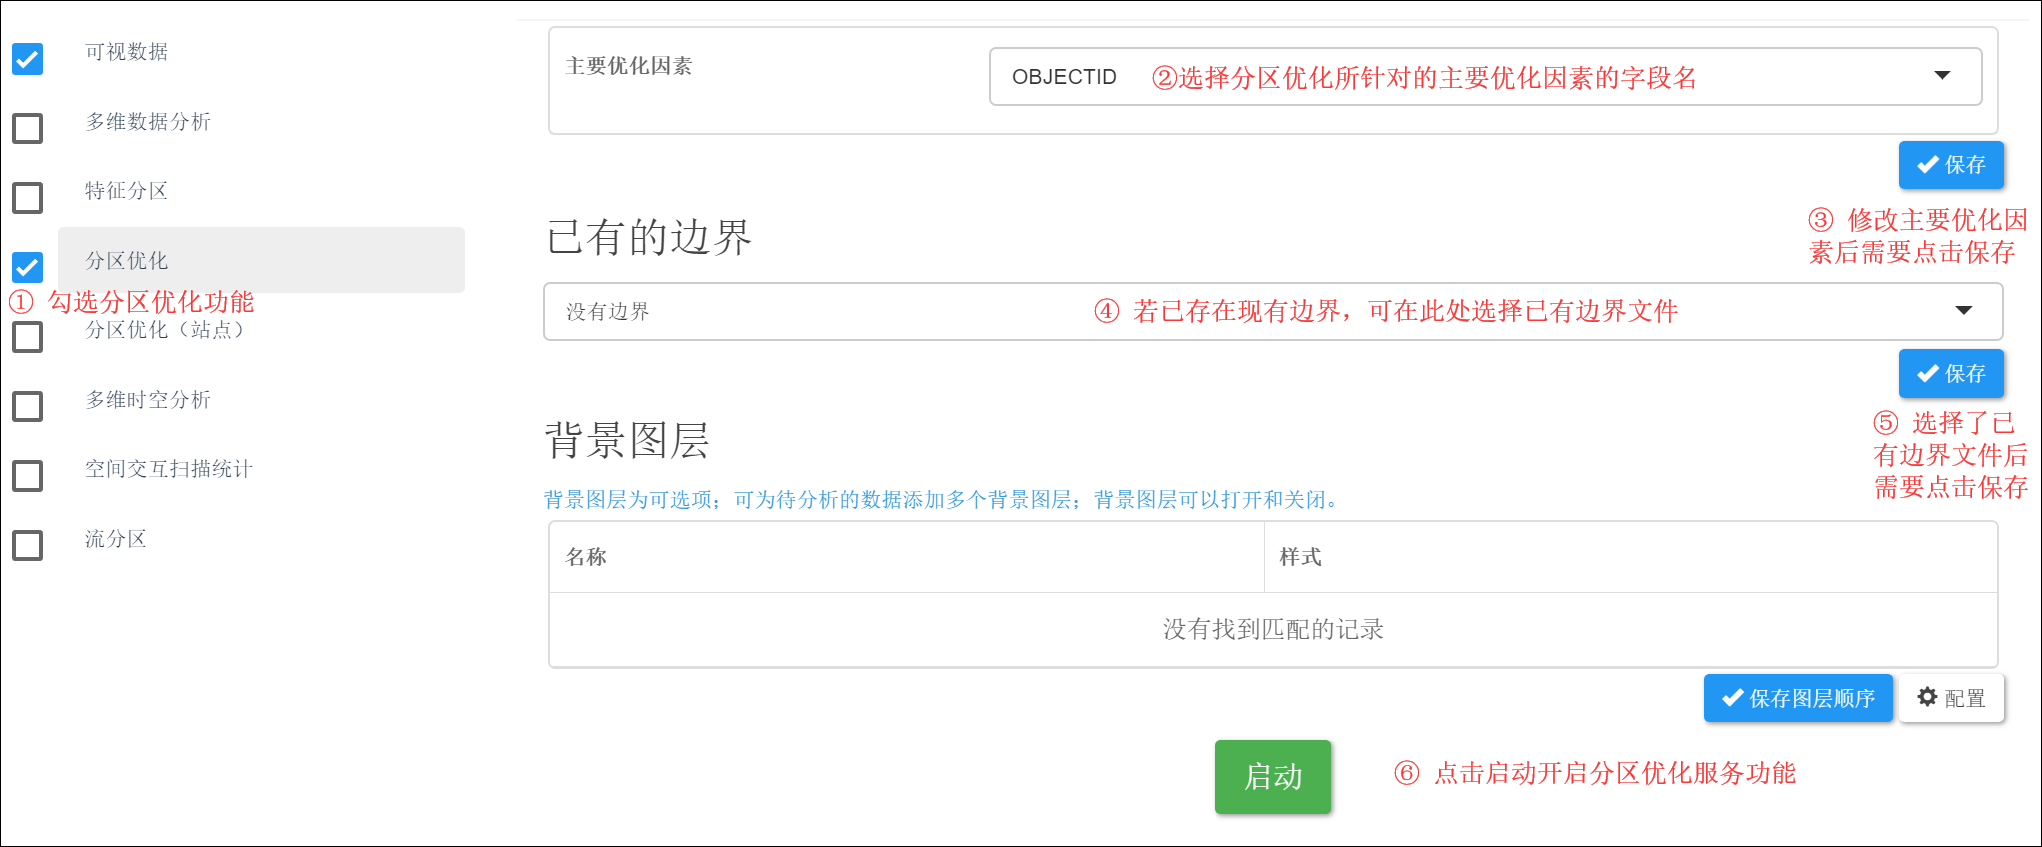 可视数据
多维数据分析
特征分区
分区优化
① 勾选分区优化功能
分区优化（站点）
多维时空分析
空间交互扫描统计
流分区
主要优化因素
OBJECTID
②选择分区优化所针对的主要优化因素的字段名
保存
③ 修改主要优化因
素后需要点击保存
已有的边界
没有边界
④ 若已存在现有边界，可在此处选择已有边界文件
保存
⑤ 选择了已
有边界文件后
需要点击保存
背景图层
背景图层为可选项；可为待分析的数据添加多个背景图层；背景图层可以打开和关闭。
名称
样式
没有找到匹配的记录
保存图层顺序
配置
启动
⑥ 点击启动开启分区优化服务功能